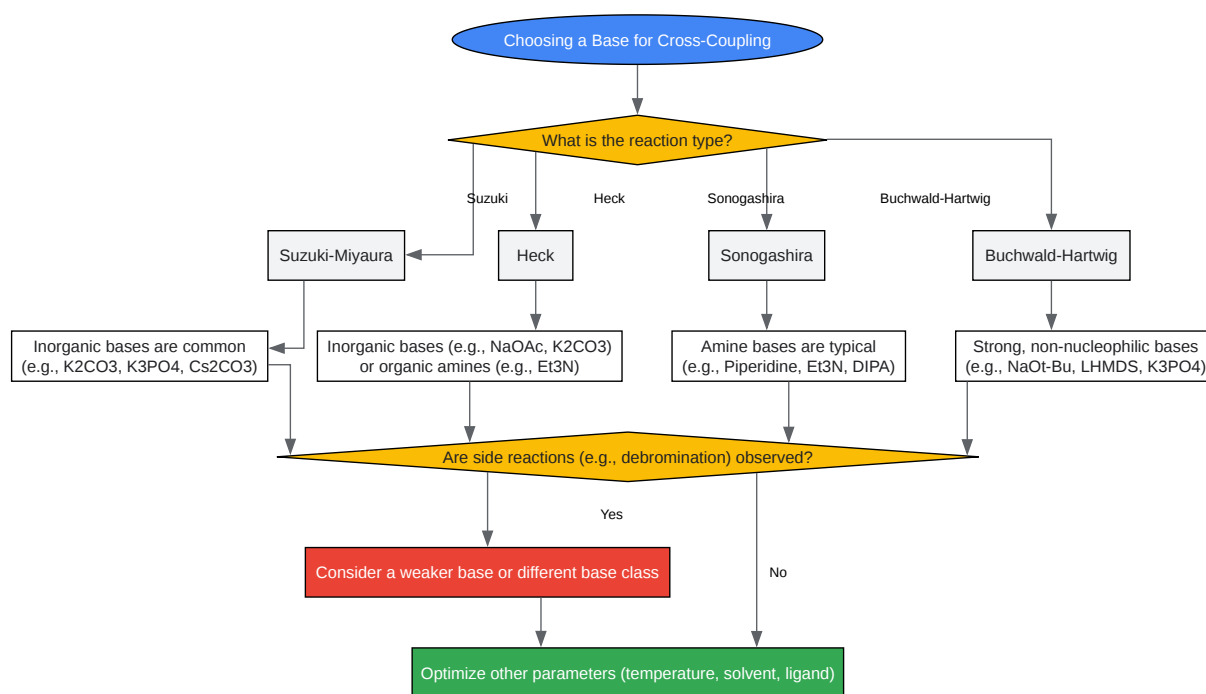 Choosing a Base for Cross-Coupling
What is the reaction type?
Suzuki
Heck
Sonogashira
Buchwald-Hartwig
Suzuki-Miyaura
Heck
Sonogashira
Buchwald-Hartwig
Inorganic bases are common
(e.g., K2CO3, K3PO4, Cs2CO3)
Inorganic bases (e.g., NaOAc, K2CO3)
or organic amines (e.g., Et3N)
Amine bases are typical
(e.g., Piperidine, Et3N, DIPA)
Strong, non-nucleophilic bases
(e.g., NaOt-Bu, LHMDS, K3PO4)
Are side reactions (e.g., debromination) observed?
Yes
Consider a weaker base or different base class
No
Optimize other parameters (temperature, solvent, ligand)